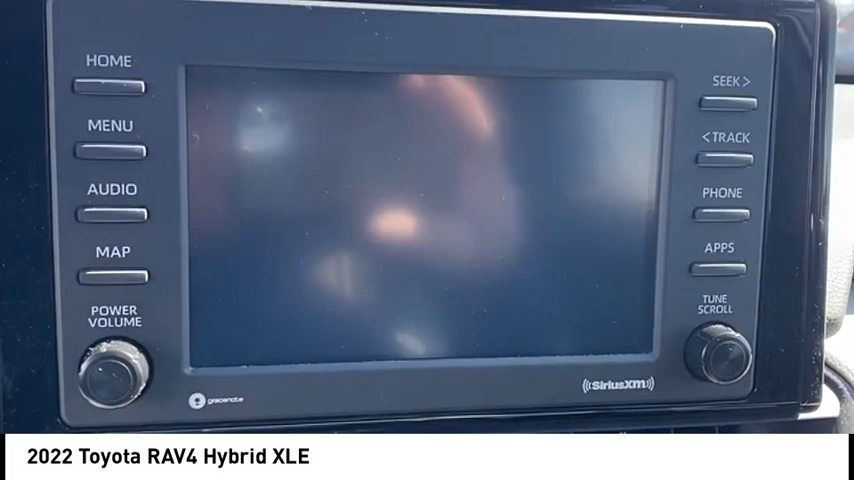 HOME
MENU
AUDIO
MAP
POWER
VOLUME
SEEK >
< TRACK
PHONE
APPS
TUNE
SCROLL
gracenote
((SiriusXM))
2022 Toyota RAV4 Hybrid XLE